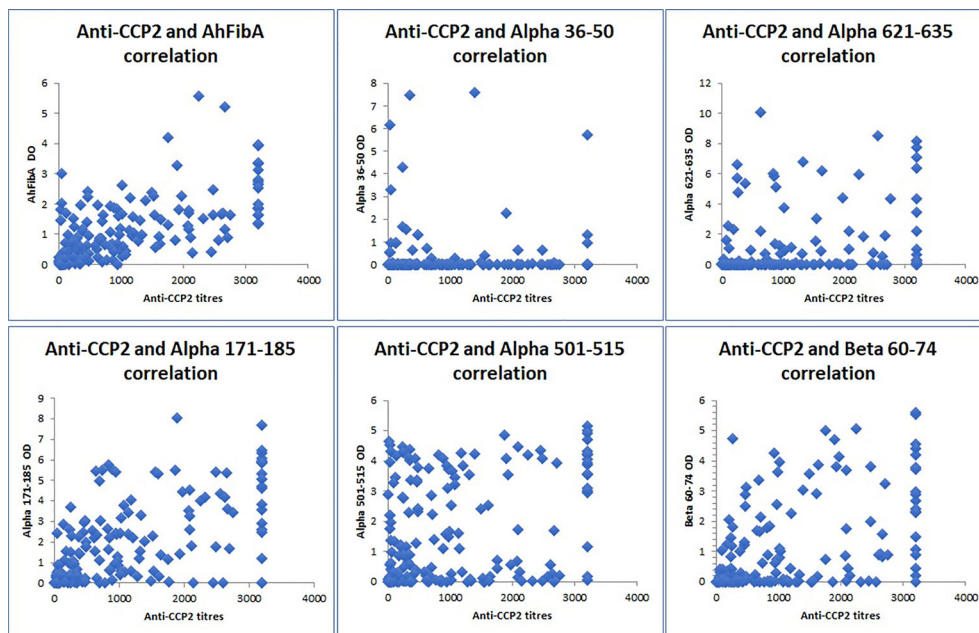 Anti-CCP2 and AhFibA
correlation
AhFibA DO
6
5
4
3
2
1
0
0 1000 2000 3000 4000
Anti-CCP2 titres
Anti-CCP2 and Alpha 36-50
correlation
Alpha 36-50 OD
8
7
6
5
4
3
2
1
0
0 1000 2000 3000 4000
Anti-CCP2 titres
Anti-CCP2 and Alpha 621-635
correlation
Alpha 621-635 OD
12
10
8
6
4
2
0
0 1000 2000 3000 4000
Anti-CCP2 titres
Anti-CCP2 and Alpha 171-185
correlation
Alpha 171-185 OD
9
8
7
6
5
4
3
2
1
0
0 1000 2000 3000 4000
Anti-CCP2 titres
Anti-CCP2 and Alpha 501-515
correlation
Alpha 501-515 OD
6
5
4
3
2
1
0
0 1000 2000 3000 4000
Anti-CCP2 titres
Anti-CCP2 and Beta 60-74
correlation
Beta 60-74 OD
6
5
4
3
2
1
0
0 1000 2000 3000 4000
Anti-CCP2 titres